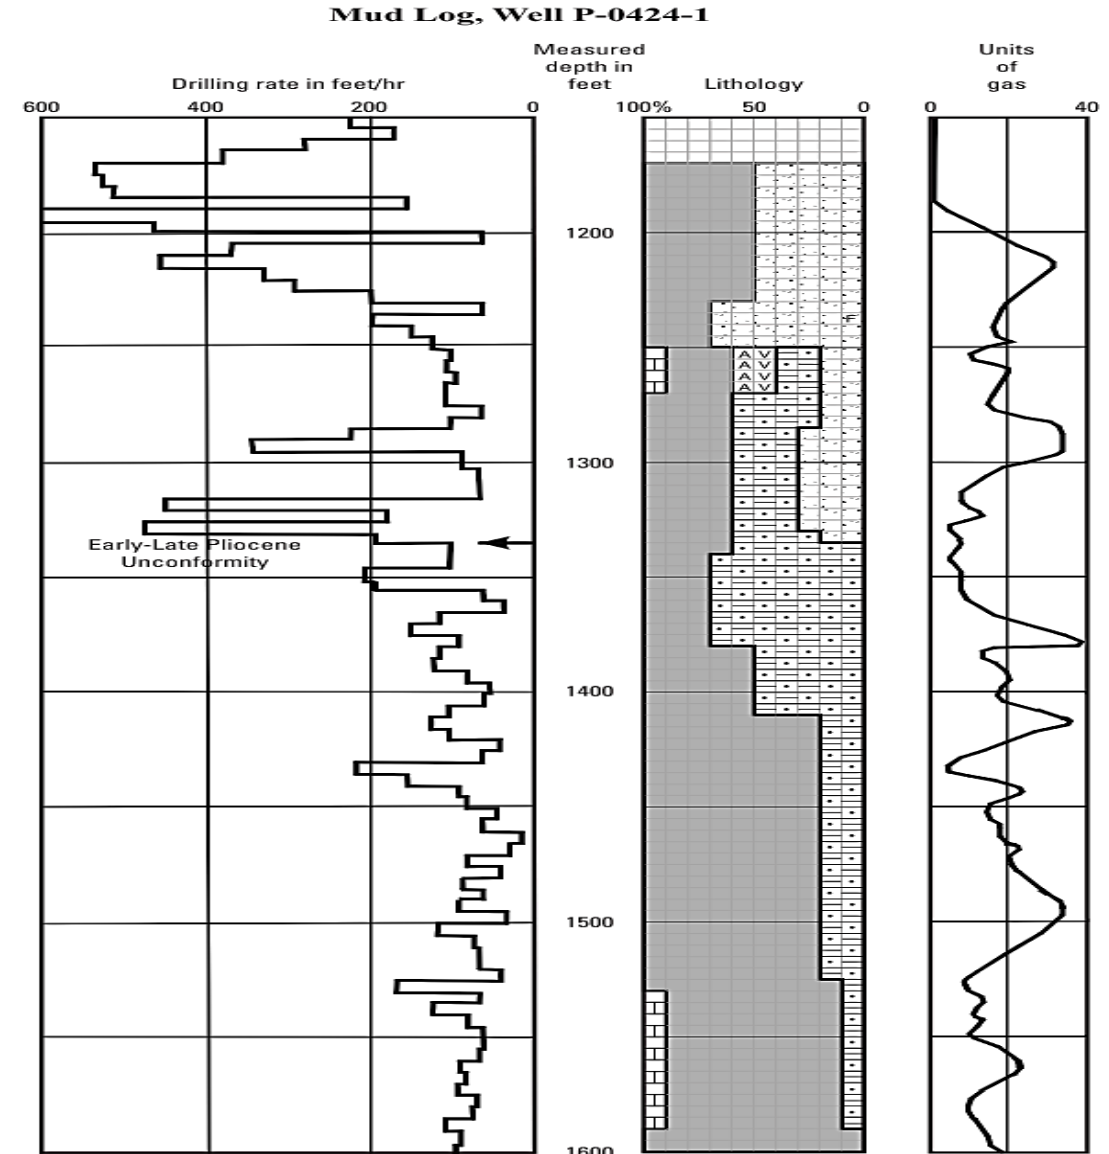 Mud Log, Well P-0424-1
Measured
depth in
feet
Units
of
gas
Drilling rate in feet/hr
Lithology
600 400 200 0
100% 50 0
0 40
1200
F
A V
A V
A V
A V
1300
Early-Late Pliocene
Unconformity
1400
1500
1600